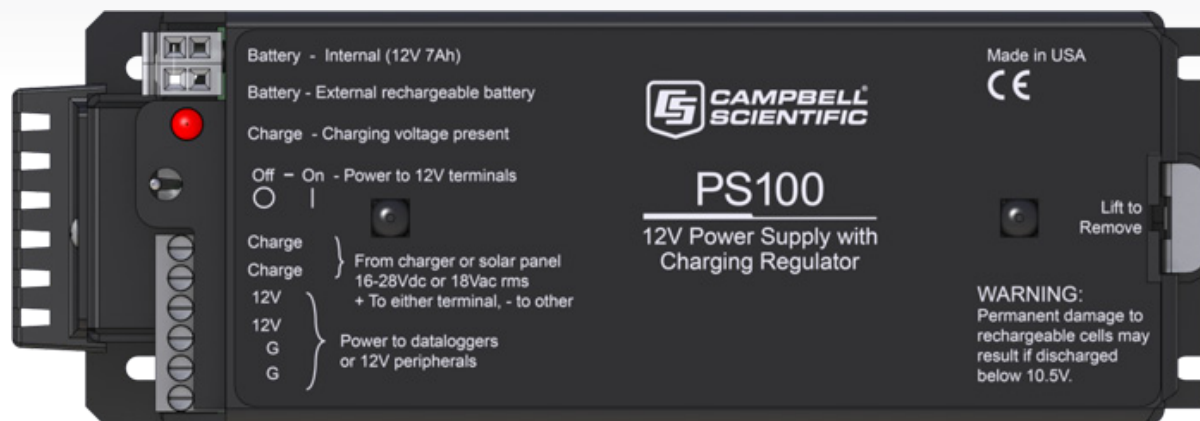 Battery - Internal (12V 7Ah)
Battery - External rechargeable battery
Charge - Charging voltage present
Off - On - Power to 12V terminals
Charge
Charge
From charger or solar panel
16-28Vdc or 18Vac rms
+ To either terminal, - to other
12V
12V
G
G
Power to dataloggers
or 12V peripherals
CAMPBELL
SCIENTIFIC
PS100
12V Power Supply with
Charging Regulator
Made in USA
CE
Lift to
Remove
WARNING:
Permanent damage to
rechargeable cells may
result if discharged
below 10.5V.